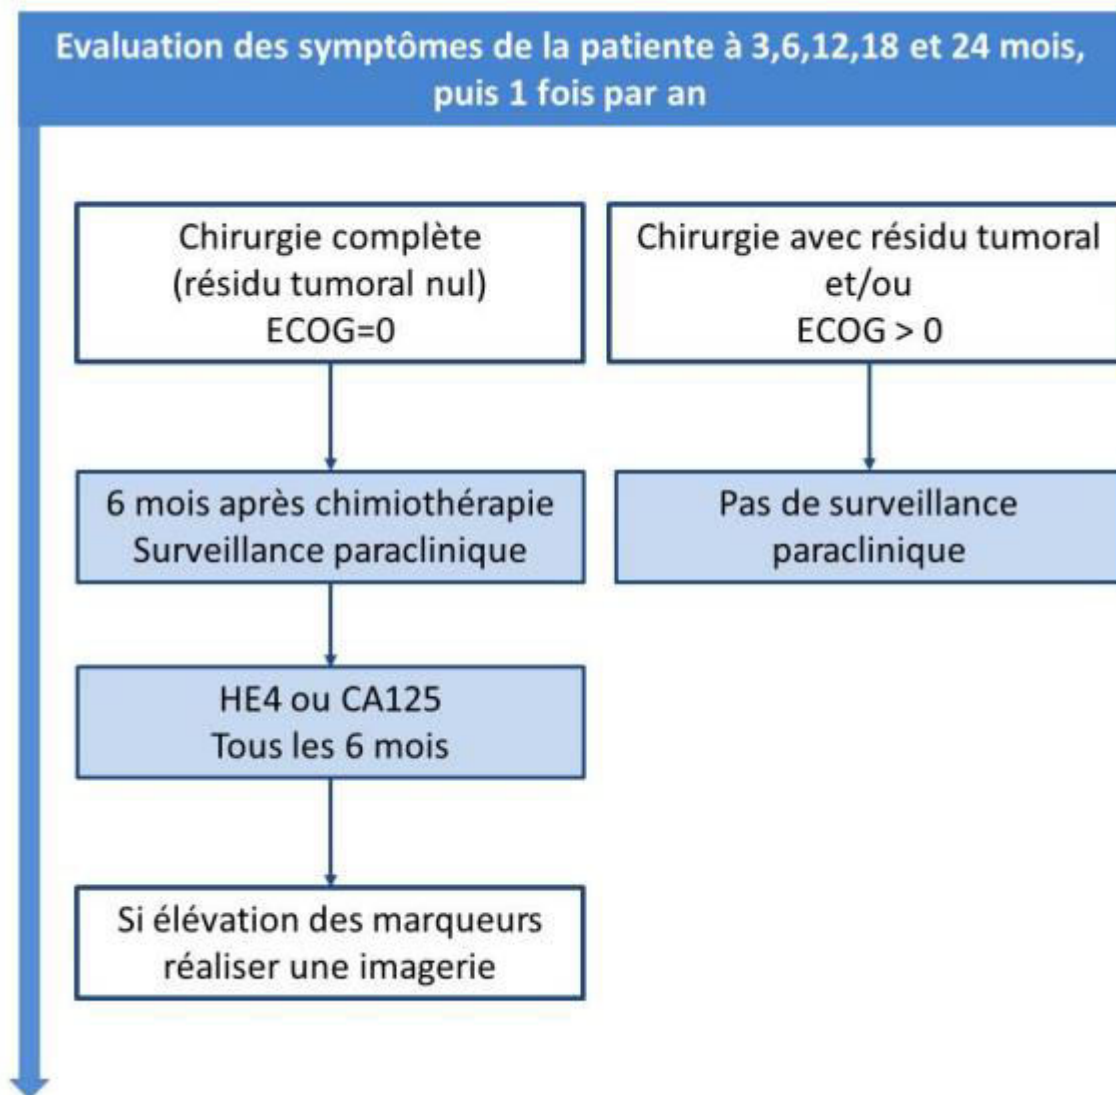 Evaluation des symptômes de la patiente à 3,6,12,18 et 24 mois,
puis 1 fois par an
Chirurgie complète
(résidu tumoral nul)
ECOG=0
Chirurgie avec résidu tumoral
et/ou
ECOG > 0
6 mois après chimiothérapie
Surveillance paraclinique
Pas de surveillance
paraclinique
HE4 ou CA125
Tous les 6 mois
Si élévation des marqueurs
réaliser une imagerie